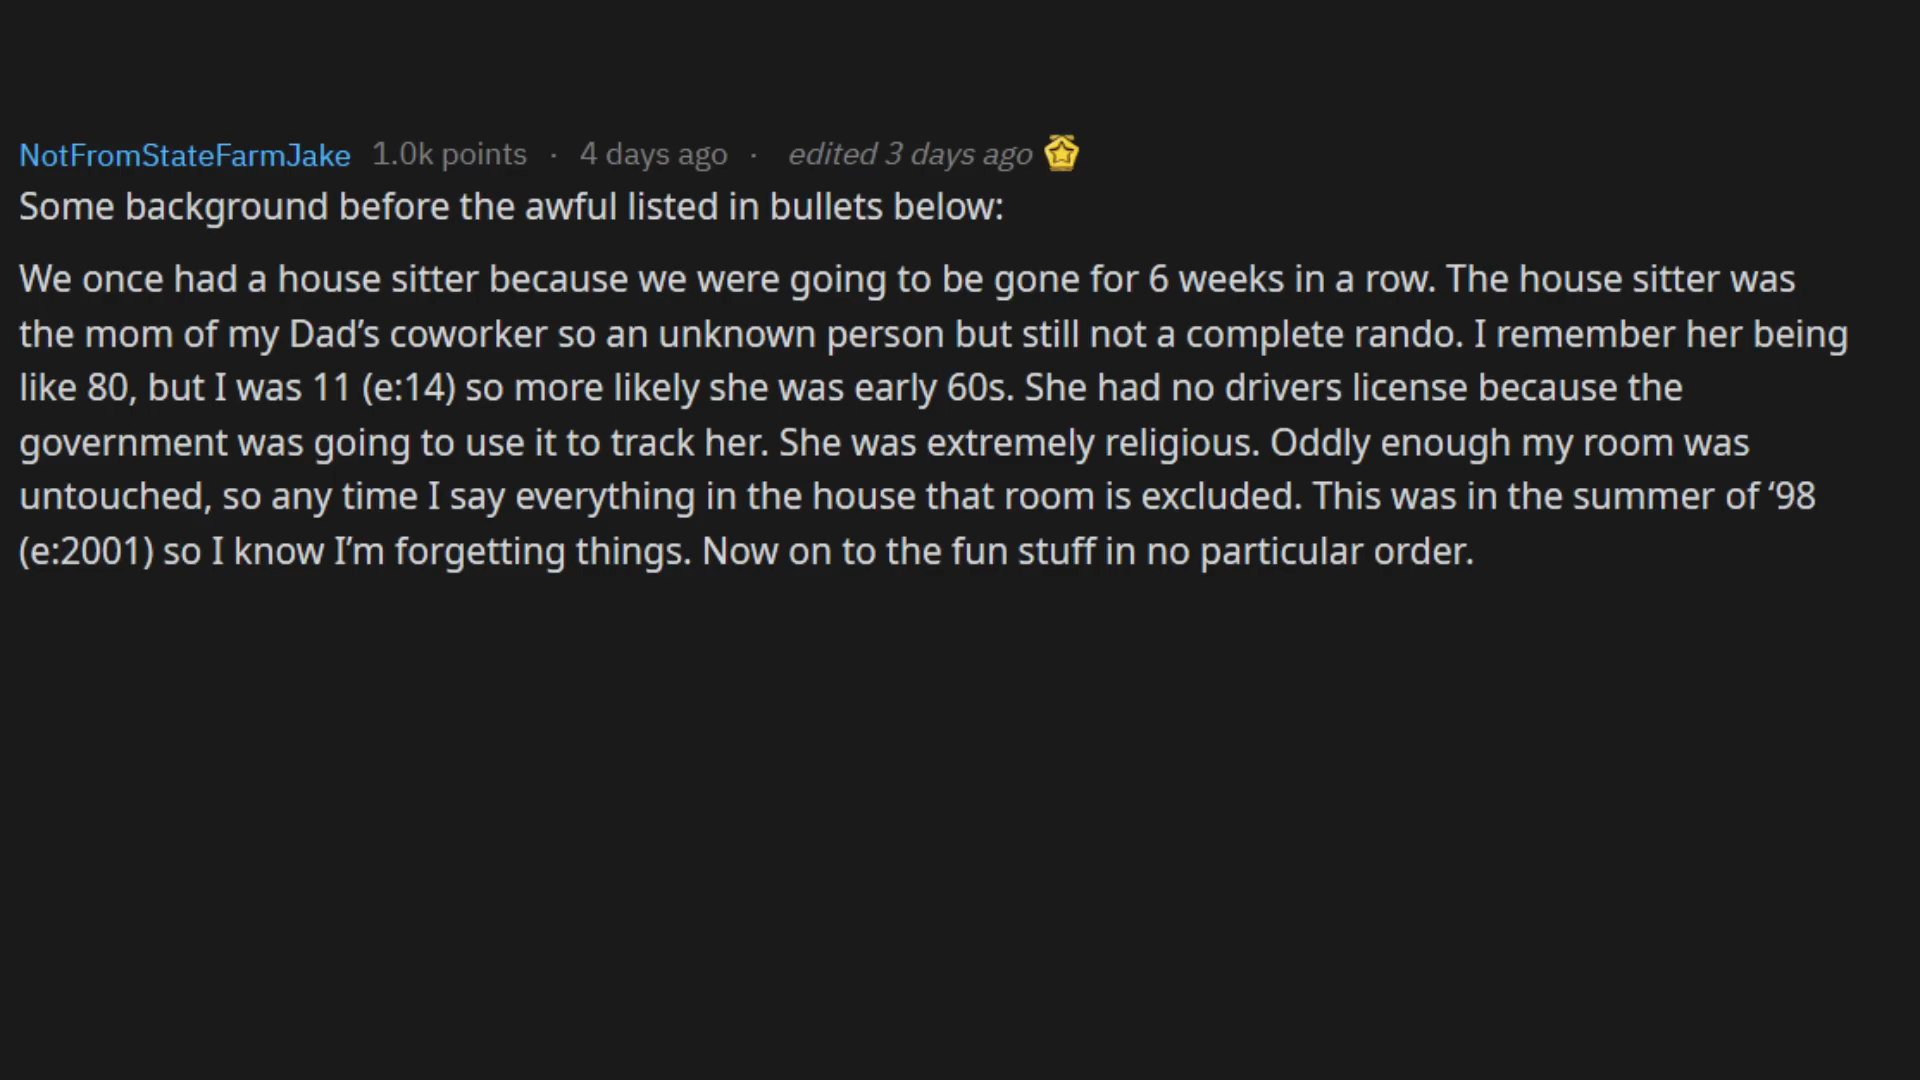 NotFromStateFarmJake 1.0k points · 4 days ago · edited 3 days ago
Some background before the awful listed in bullets below:
We once had a house sitter because we were going to be gone for 6 weeks in a row. The house sitter was
the mom of my Dad’s coworker so an unknown person but still not a complete rando. I remember her being
like 80, but I was 11 (e:14) so more likely she was early 60s. She had no drivers license because the
government was going to use it to track her. She was extremely religious. Oddly enough my room was
untouched, so any time I say everything in the house that room is excluded. This was in the summer of ‘98
(e:2001) so I know I’m forgetting things. Now on to the fun stuff in no particular order.